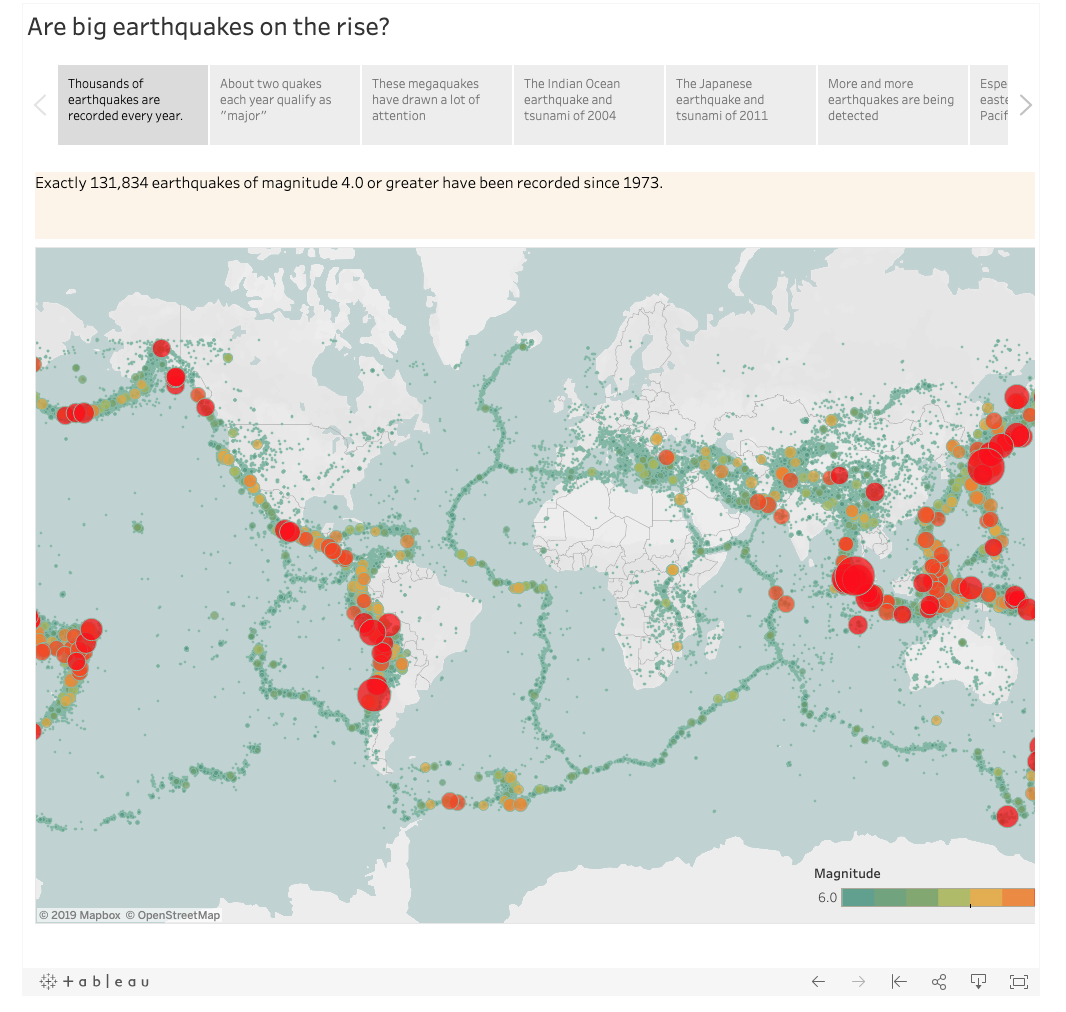 Are big earthquakes on the rise?
Thousands of
earthquakes are
recorded every year.
About two quakes
each year qualify as
“major”
These megaquakes
have drawn a lot of
attention
The Indian Ocean
earthquake and
tsunami of 2004
The Japanese
earthquake and
tsunami of 2011
More and more
earthquakes are being
detected
Espe
easte
Pacif
Exactly 131,834 earthquakes of magnitude 4.0 or greater have been recorded since 1973.
Magnitude
6.0
© 2019 Mapbox © OpenStreetMap
+ a b | e a u